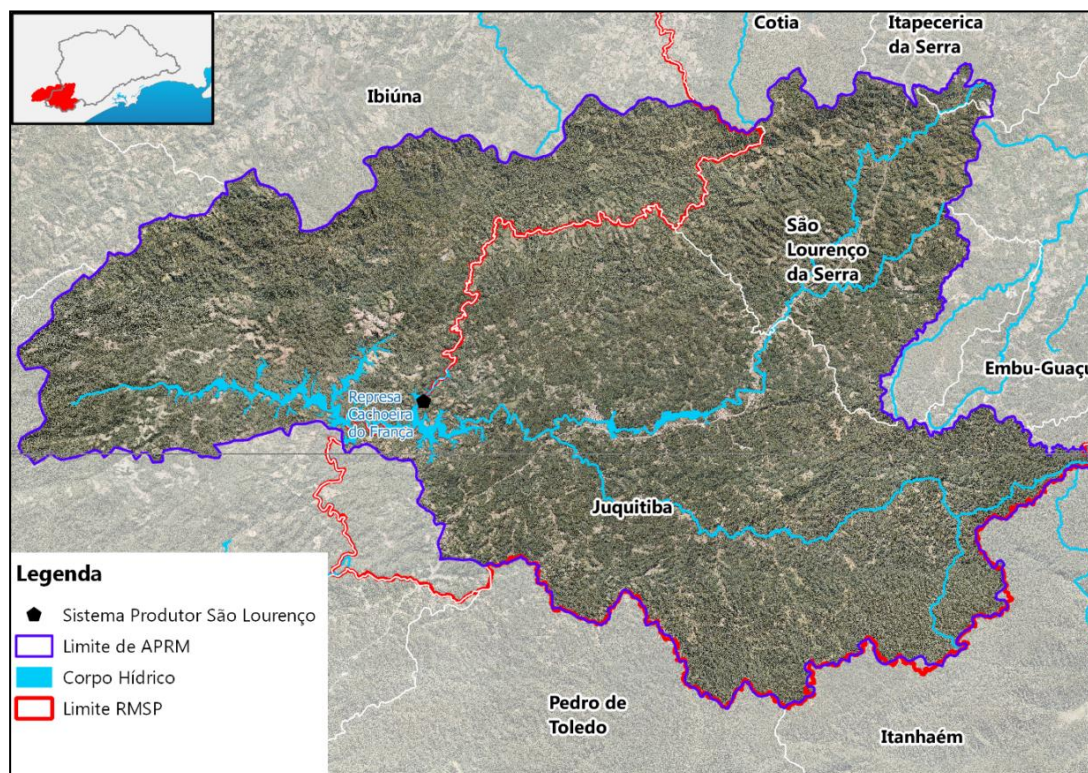 Cotia
Itapecerica
da Serra
Ibiúna
São
Lourenço
da Serra
Embu-Guaçu
Represa
Cachoeira
do França
Juquitiba
Legenda
Sistema Produtor São Lourenço
Limite de APRM
Corpo Hídrico
Limite RMSP
Pedro de
Toledo
Itanhaém